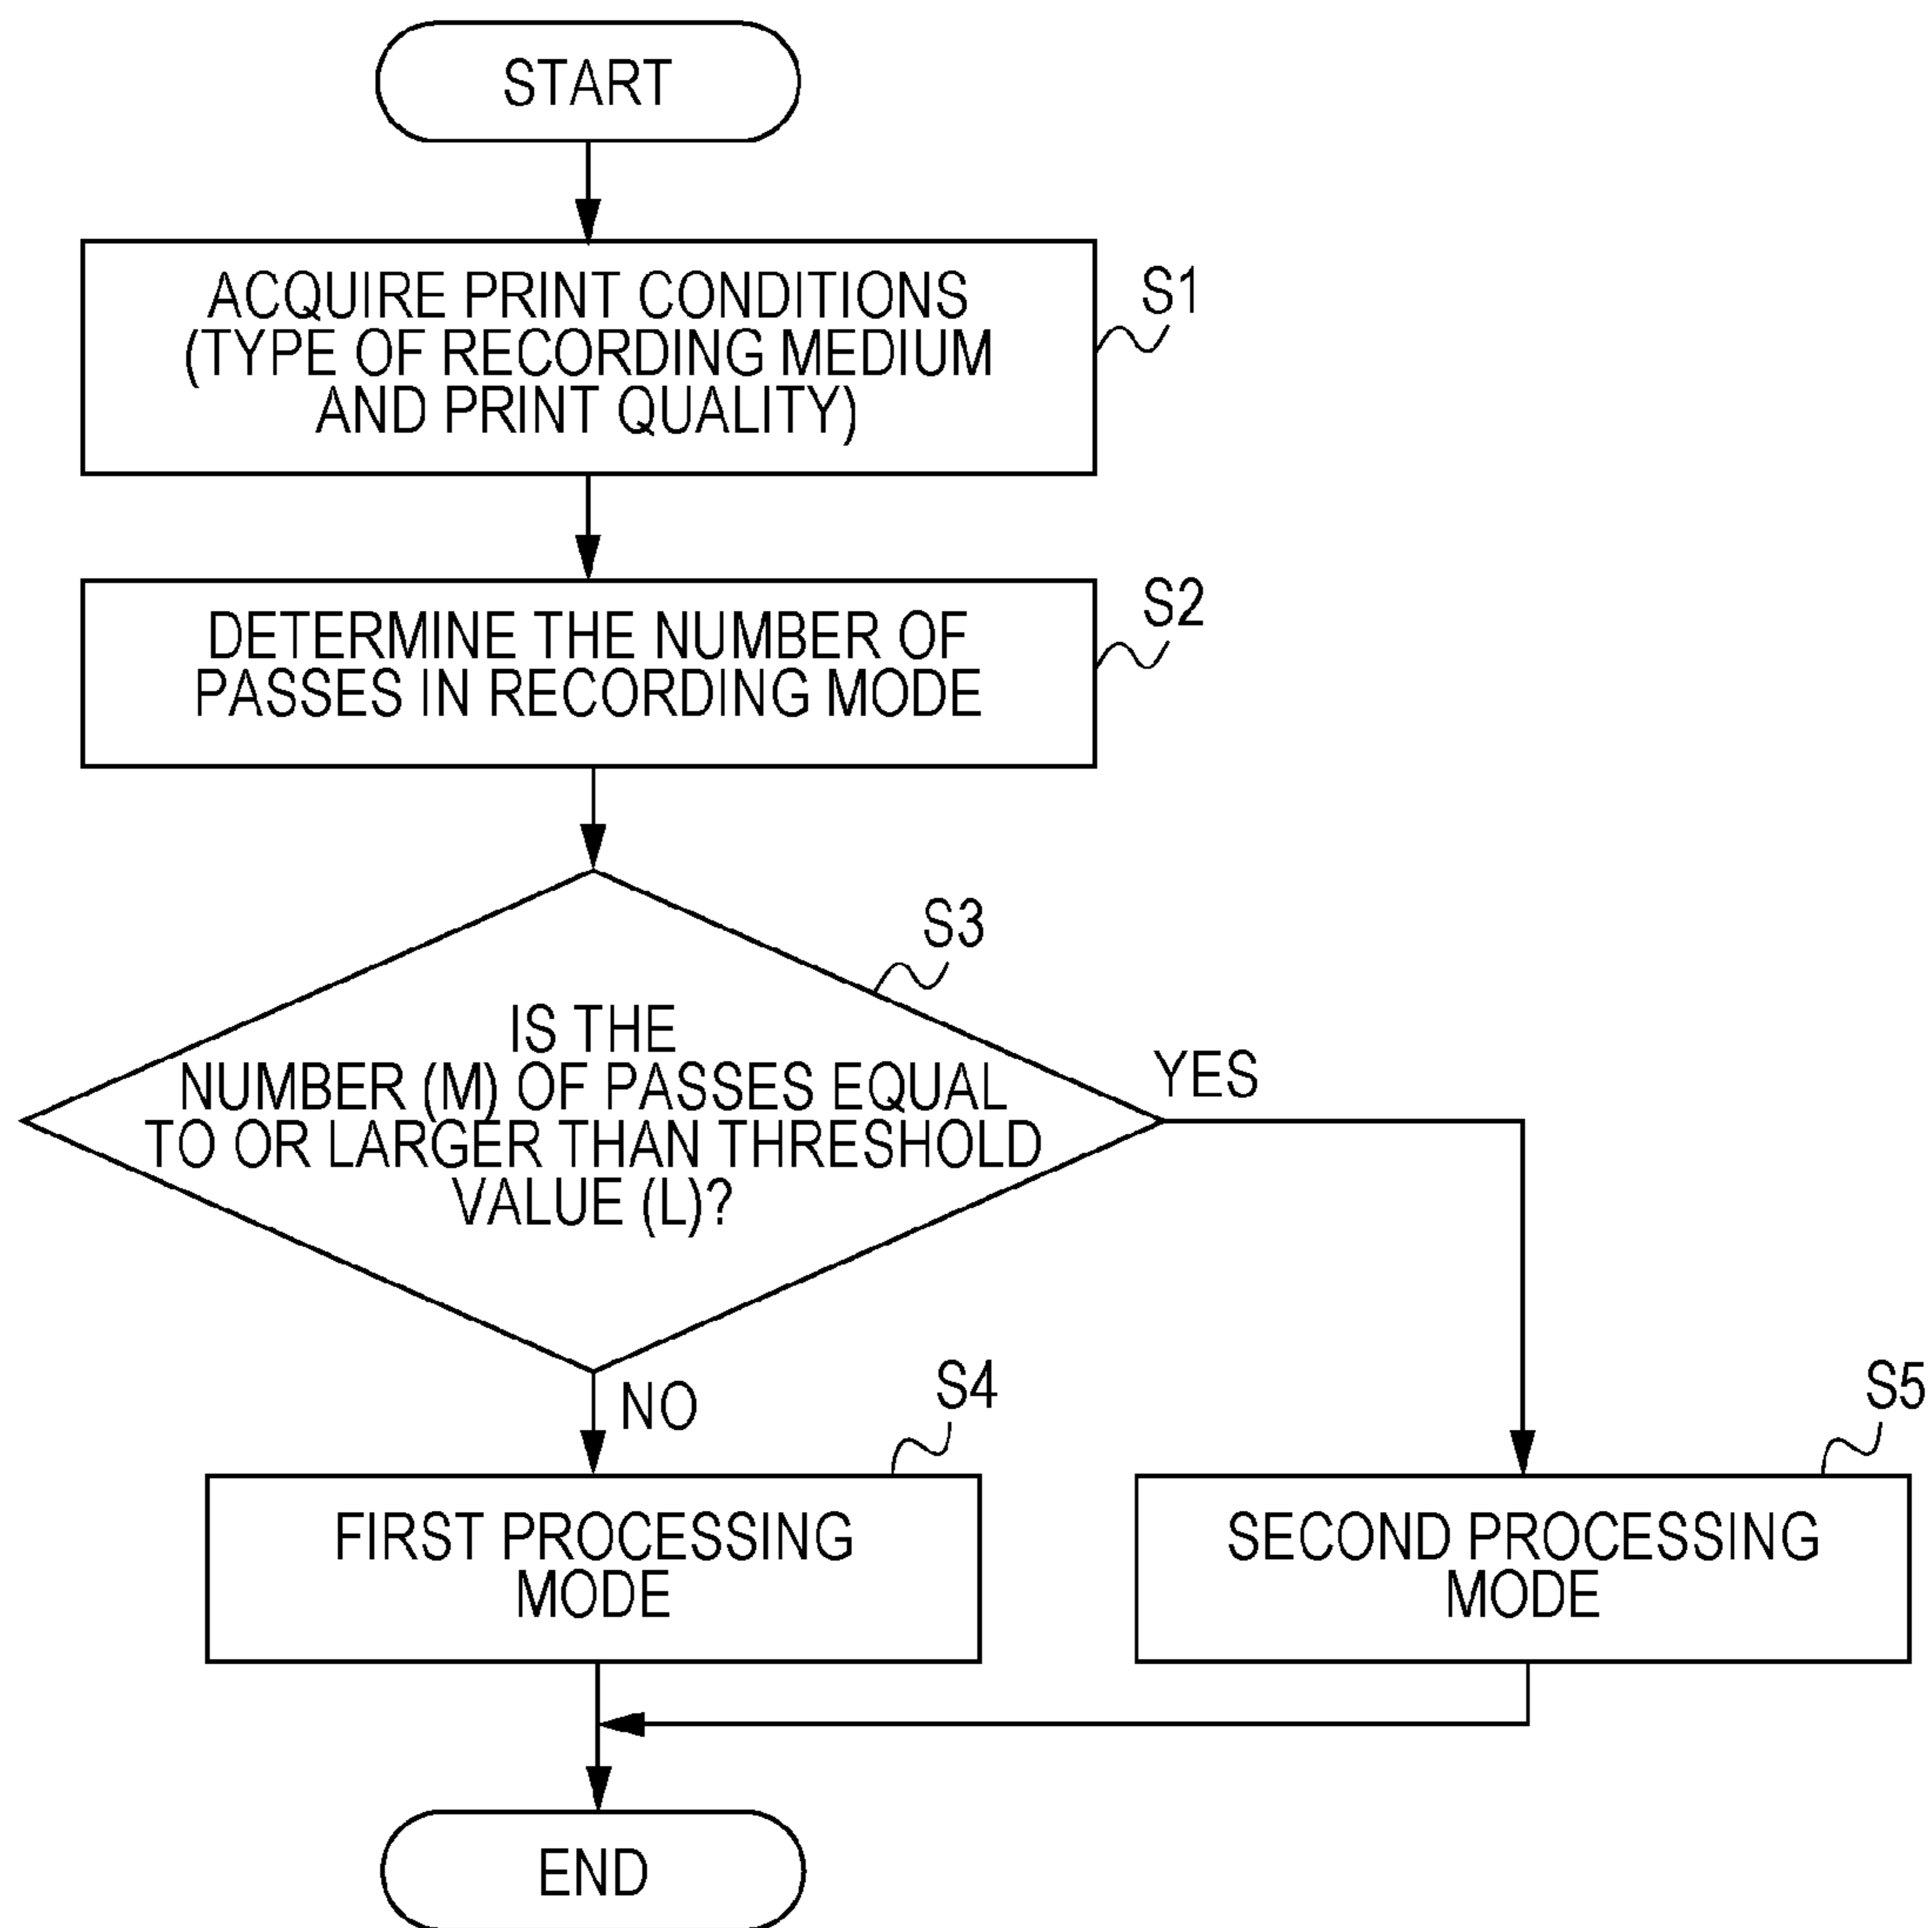 START
ACQUIRE PRINT CONDITIONS
(TYPE OF RECORDING MEDIUM
AND PRINT QUALITY)
S1
DETERMINE THE NUMBER OF
PASSES IN RECORDING MODE
S2
S3
IS THE
NUMBER (M) OF PASSES EQUAL
TO OR LARGER THAN THRESHOLD
VALUE (L)?
YES
NO
S4
FIRST PROCESSING
MODE
S5
SECOND PROCESSING
MODE
END